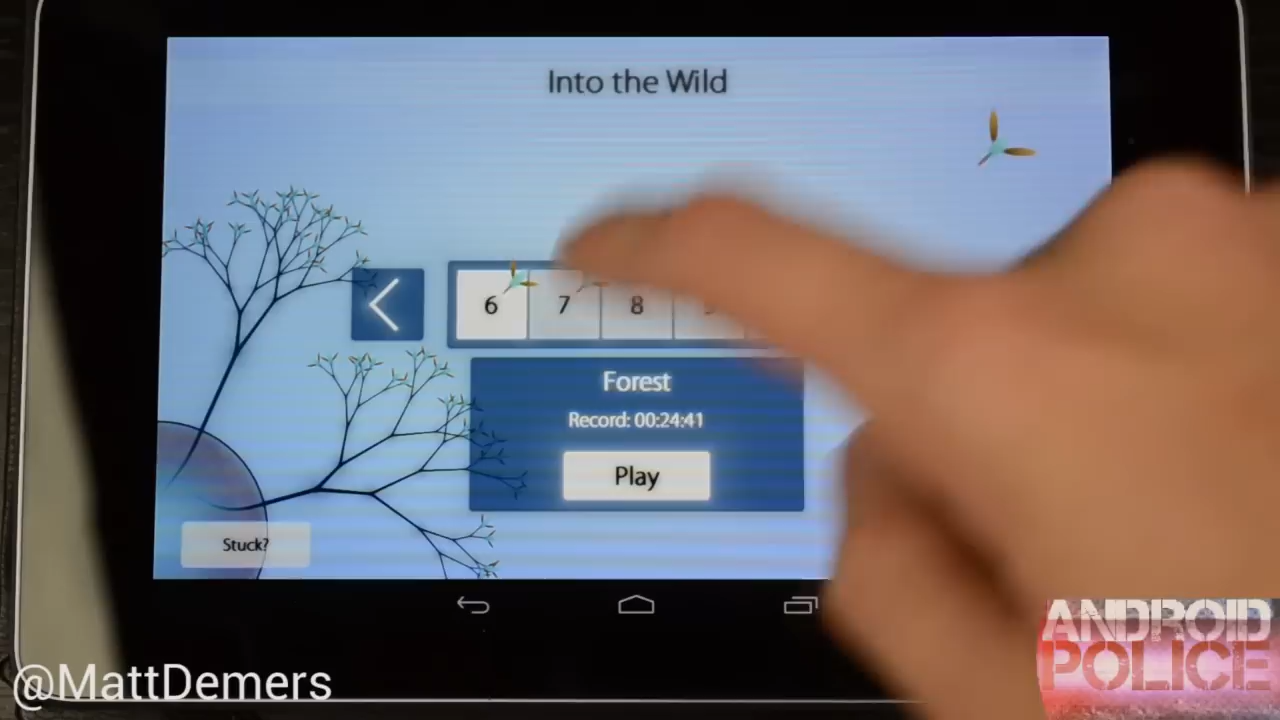 Into the Wild
6 7 8
Forest
Record: 00:24:41
Play
Stuck?
@MattDemers
ANDROID
POLICE